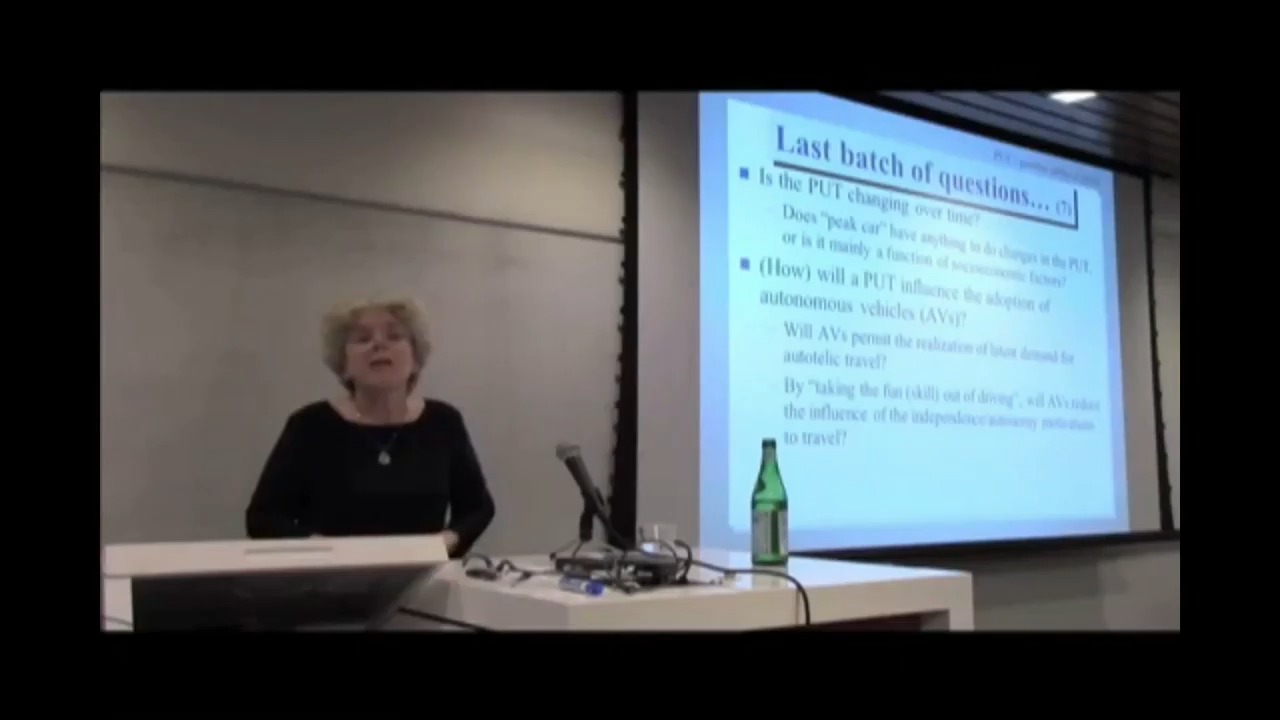 Last batch of questions... (7)
Is the PUT changing over time?
Does "peak car" have anything to do changes in the PUT,
or is it mainly a function of socioeconomic factors?
(How) will a PUT influence the adoption of
autonomous vehicles (AVs)?
Will AVs permit the realization of latent demand for
autotelic travel?
By "taking the fun (skill) out of driving", will AVs reduce
the influence of the independence/autonomy motivations
to travel?